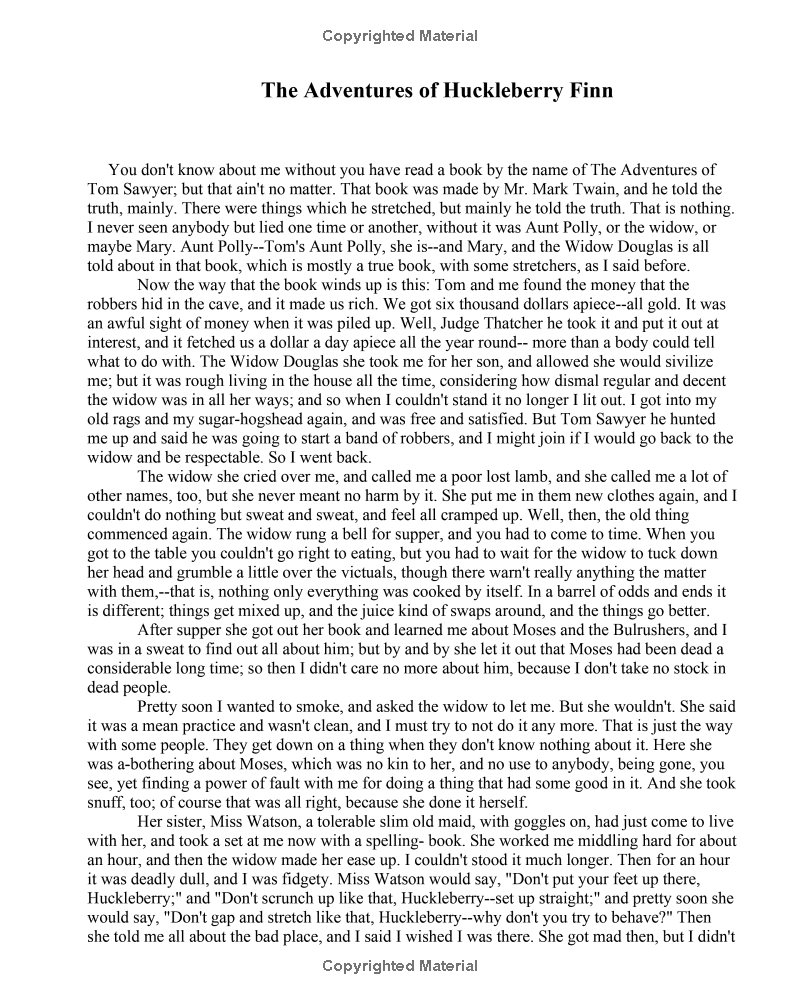 Copyrighted Material
The Adventures of Huckleberry Finn
You don't know about me without you have read a book by the name of The Adventures of
Tom Sawyer; but that ain't no matter. That book was made by Mr. Mark Twain, and he told the
truth, mainly. There were things which he stretched, but mainly he told the truth. That is nothing.
I never seen anybody but lied one time or another, without it was Aunt Polly, or the widow, or
maybe Mary. Aunt Polly--Tom's Aunt Polly, she is--and Mary, and the Widow Douglas is all
told about in that book, which is mostly a true book, with some stretchers, as I said before.
Now the way that the book winds up is this: Tom and me found the money that the
robbers hid in the cave, and it made us rich. We got six thousand dollars apiece--all gold. It was
an awful sight of money when it was piled up. Well, Judge Thatcher he took it and put it out at
interest, and it fetched us a dollar a day apiece all the year round-- more than a body could tell
what to do with. The Widow Douglas she took me for her son, and allowed she would sivilize
me; but it was rough living in the house all the time, considering how dismal regular and decent
the widow was in all her ways; and so when I couldn't stand it no longer I lit out. I got into my
old rags and my sugar-hogshead again, and was free and satisfied. But Tom Sawyer he hunted
me up and said he was going to start a band of robbers, and I might join if I would go back to the
widow and be respectable. So I went back.
The widow she cried over me, and called me a poor lost lamb, and she called me a lot of
other names, too, but she never meant no harm by it. She put me in them new clothes again, and I
couldn't do nothing but sweat and sweat, and feel all cramped up. Well, then, the old thing
commenced again. The widow rung a bell for supper, and you had to come to time. When you
got to the table you couldn't go right to eating, but you had to wait for the widow to tuck down
her head and grumble a little over the victuals, though there warn't really anything the matter
with them,--that is, nothing only everything was cooked by itself. In a barrel of odds and ends it
is different; things get mixed up, and the juice kind of swaps around, and the things go better.
After supper she got out her book and learned me about Moses and the Bulrushers, and I
was in a sweat to find out all about him; but by and by she let it out that Moses had been dead a
considerable long time; so then I didn't care no more about him, because I don't take no stock in
dead people.
Pretty soon I wanted to smoke, and asked the widow to let me. But she wouldn't. She said
it was a mean practice and wasn't clean, and I must try to not do it any more. That is just the way
with some people. They get down on a thing when they don't know nothing about it. Here she
was a-bothering about Moses, which was no kin to her, and no use to anybody, being gone, you
see, yet finding a power of fault with me for doing a thing that had some good in it. And she took
snuff, too; of course that was all right, because she done it herself.
Her sister, Miss Watson, a tolerable slim old maid, with goggles on, had just come to live
with her, and took a set at me now with a spelling- book. She worked me middling hard for about
an hour, and then the widow made her ease up. I couldn't stood it much longer. Then for an hour
it was deadly dull, and I was fidgety. Miss Watson would say, "Don't put your feet up there,
Huckleberry;" and "Don't scrunch up like that, Huckleberry--set up straight;" and pretty soon she
would say, "Don't gap and stretch like that, Huckleberry--why don't you try to behave?" Then
she told me all about the bad place, and I said I wished I was there. She got mad then, but I didn't
Copyrighted Material